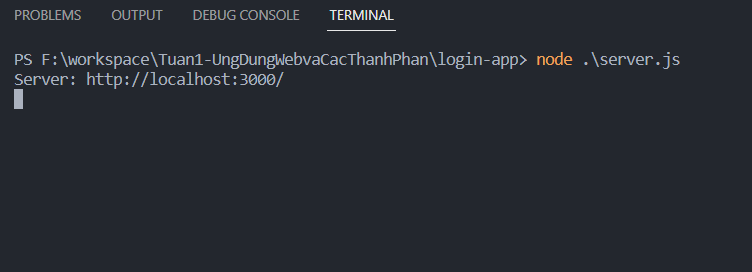 PROBLEMS OUTPUT DEBUG CONSOLE TERMINAL
PS F:\workspace\Tuan1-UngDungWebvaCacThanhPhan\login-app> node .\server.js
Server: http://localhost:3000/